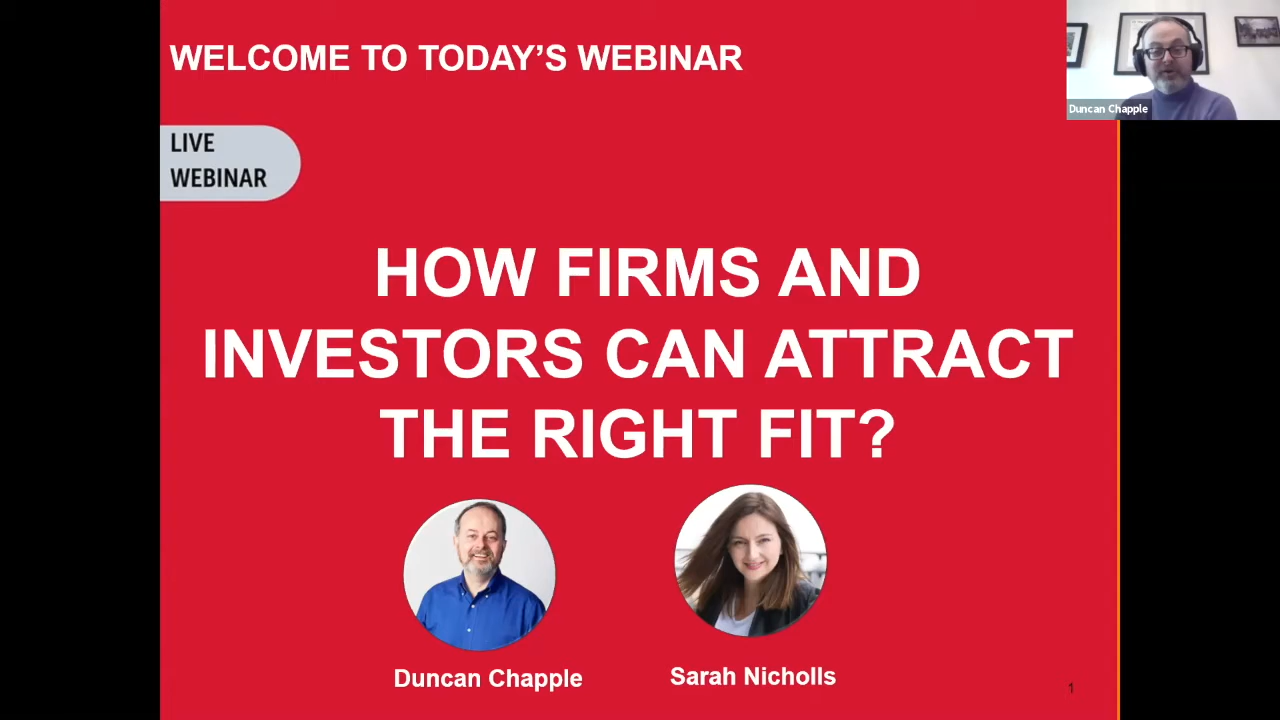 WELCOME TO TODAY'S WEBINAR
Duncan Chapple
LIVE
WEBINAR
HOW FIRMS AND
INVESTORS CAN ATTRACT
THE RIGHT FIT?
Duncan Chapple
Sarah Nicholls
1